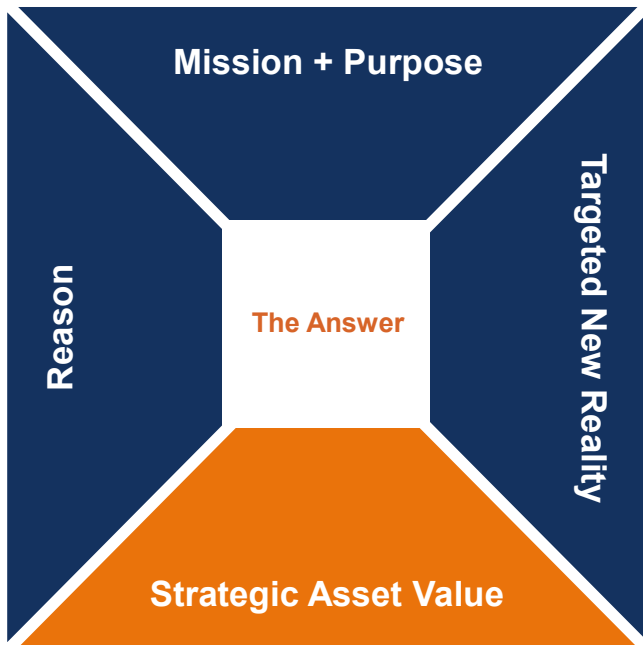 Mission + Purpose
Reason
The Answer
Targeted New Reality
Strategic Asset Value